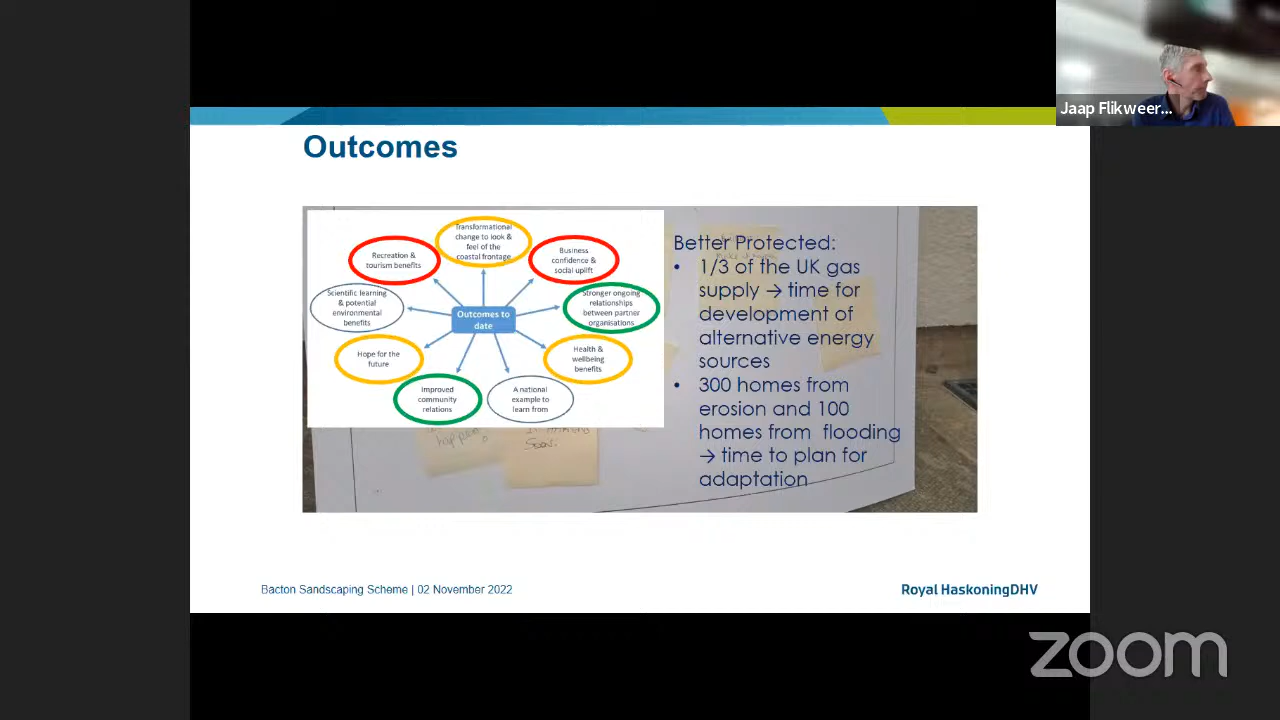 Jaap Flikweer...
Outcomes
Transformational
change to look &
feel of the
coastal frontage
Recreation &
tourism benefits
Business
confidence &
social uplift
Scientific learning
& potential
environmental
benefits
Stronger ongoing
relationships
between partner
organisations
Outcomes to
date
Hope for the
future
Health &
wellbeing
benefits
Improved
community
relations
A national
example to
learn from
Better Protected:
• 1/3 of the UK gas
supply → time for
development of
alternative energy
sources
• 300 homes from
erosion and 100
homes from flooding
→ time to plan for
adaptation
happens
Soon.
Bacton Sandscaping Scheme | 02 November 2022
Royal HaskoningDHV
zoom